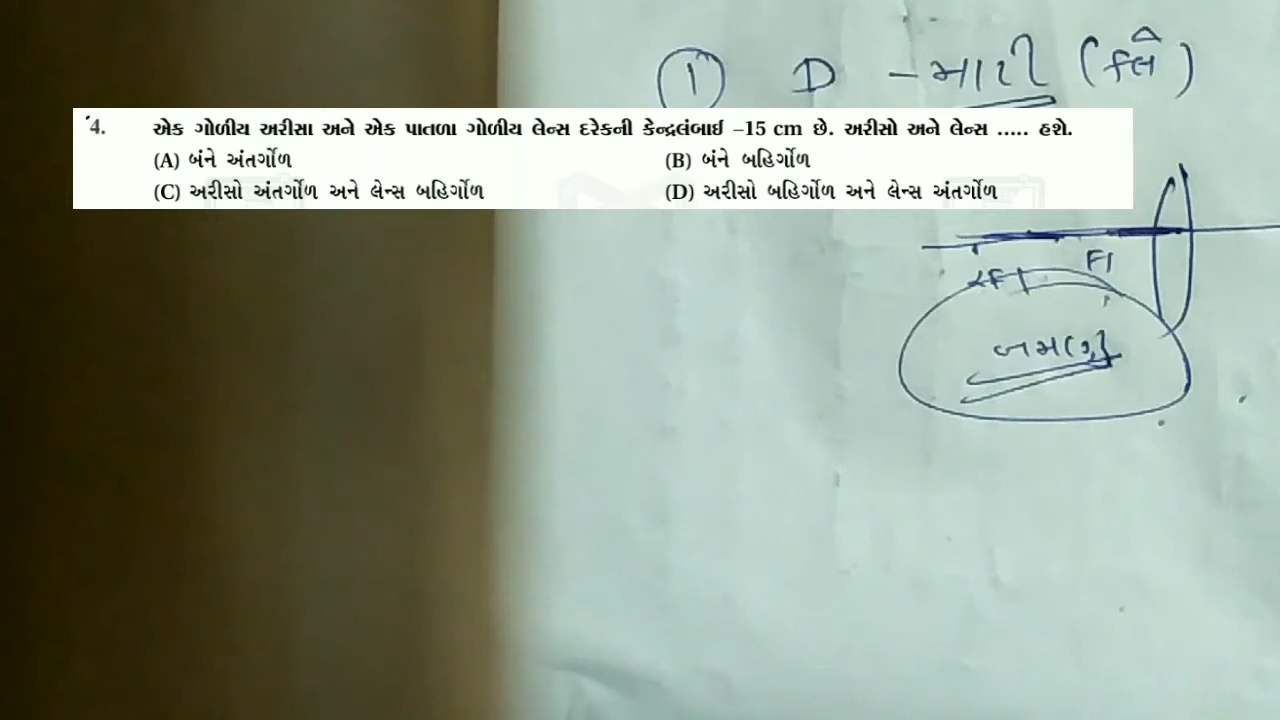 ① D – માટી (ક્લે)
4. એક ગોળીય અરીસા અને એક પાતળા ગોળીય લેન્સ દરેકની કેન્દ્રલંબાઈ –15 cm છે. અરીસો અને લેન્સ ..... હશે.
(A) બંને અંતર્ગોળ (B) બંને બહિર્ગોળ
(C) અરીસો અંતર્ગોળ અને લેન્સ બહિર્ગોળ (D) અરીસો બહિર્ગોળ અને લેન્સ અંતર્ગોળ
2F1 F1